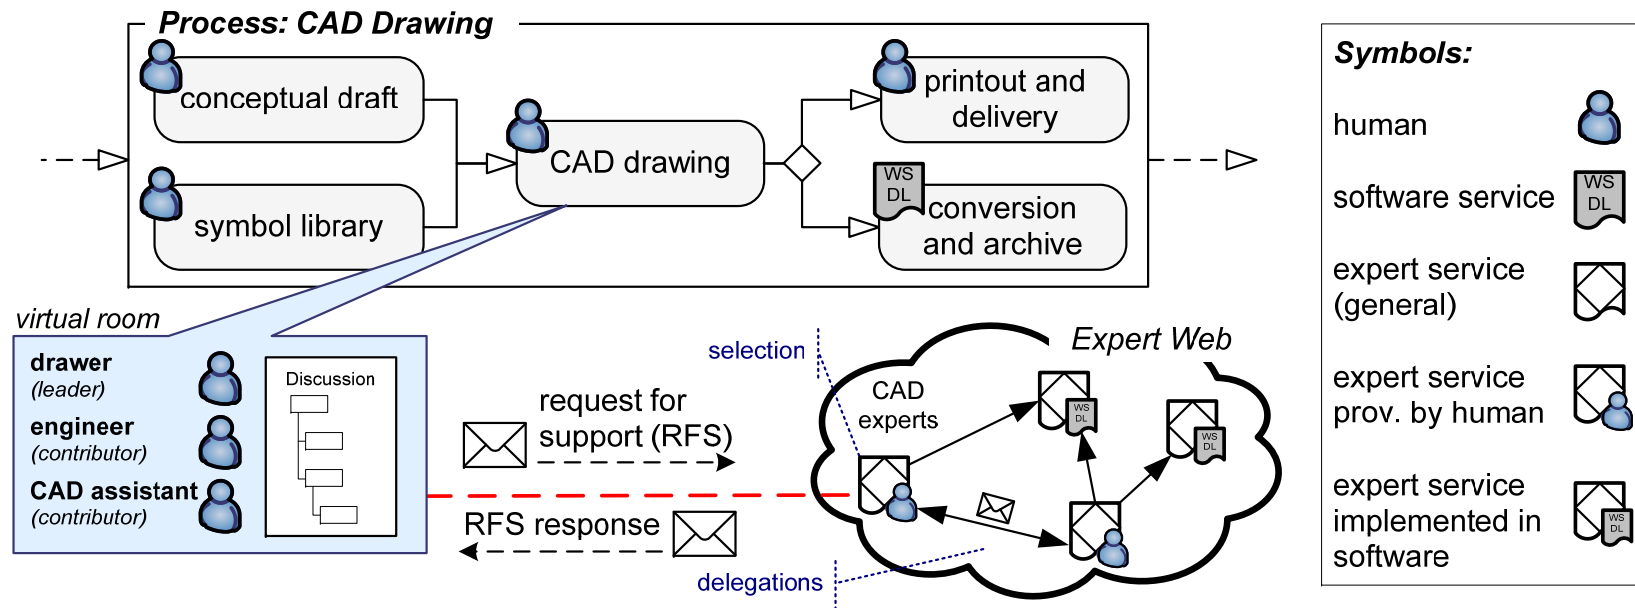 Process: CAD Drawing
conceptual draft
symbol library
CAD drawing
printout and
delivery
WS
DL
conversion
and archive
virtual room
drawer
(leader)
engineer
(contributor)
CAD assistant
(contributor)
Discussion
request for
support (RFS)
RFS response
selection
delegations
Expert Web
CAD
experts
WS
DL
WS
DL
Symbols:
human
software service
WS
DL
expert service
(general)
expert service
prov. by human
expert service
implemented in
software
WS
DL